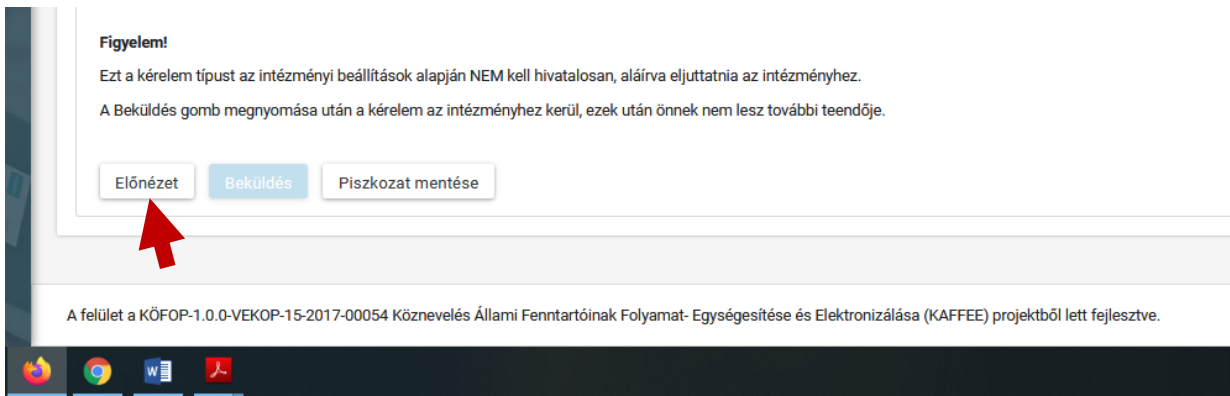 Figyelem!
Ezt a kérelem típust az intézményi beállítások alapján NEM kell hivatalosan, aláírva eljuttatnia az intézményhez.
A Beküldés gomb megnyomása után a kérelem az intézményhez kerül, ezek után önnek nem lesz további teendője.
Előnézet Beküldés Piszkozat mentése
A felület a KÖFOP-1.0.0-VEKOP-15-2017-00054 Köznevelés Állami Fenntartóinak Folyamat- Egységesítése és Elektronizálása (KAFFEE) projektből lett fejlesztve.
W